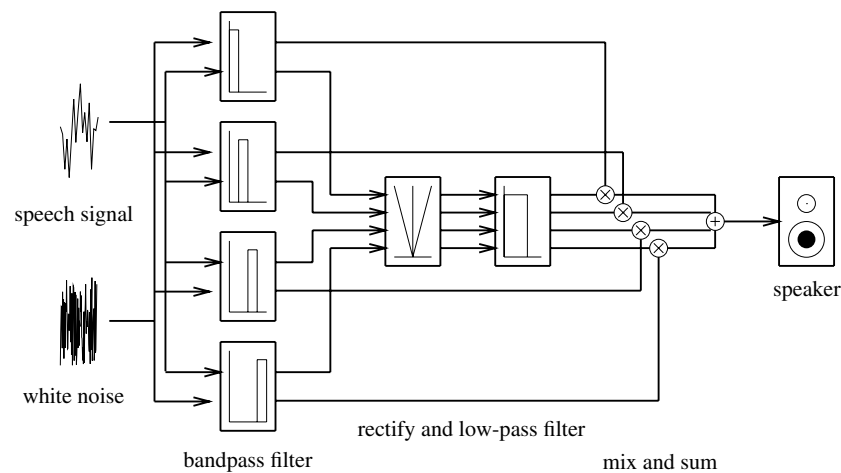 speech signal
speaker
white noise
rectify and low-pass filter
bandpass filter
mix and sum